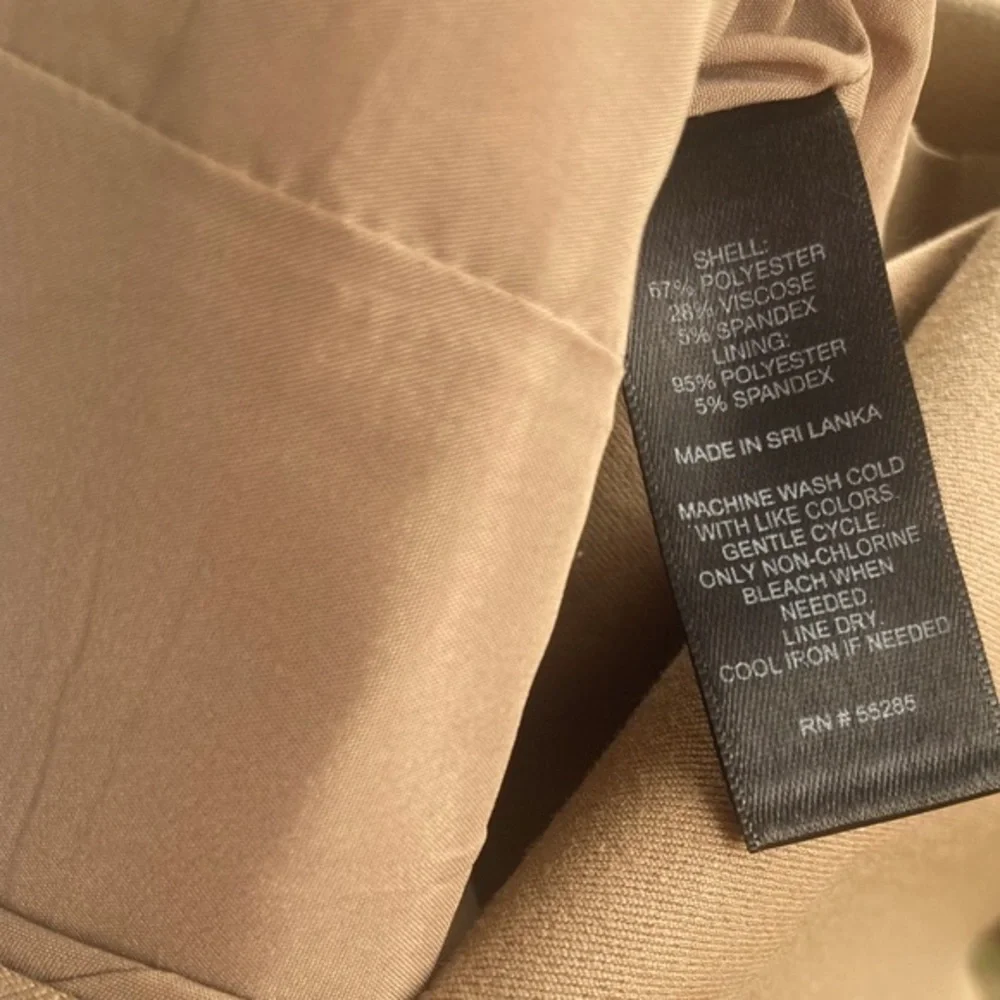 SHELL:
67% POLYESTER
28% VISCOSE
5% SPANDEX
LINING:
95% POLYESTER
5% SPANDEX
MADE IN SRI LANKA
MACHINE WASH COLD
WITH LIKE COLORS.
GENTLE CYCLE.
ONLY NON-CHLORINE
BLEACH WHEN
NEEDED.
LINE DRY.
COOL IRON IF NEEDED
RN # 55285